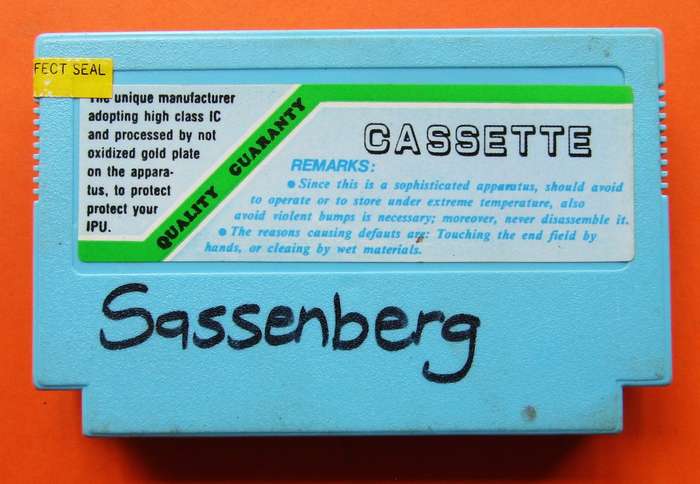 FECT SEAL
The unique manufacturer
adopting high class IC
and processed by not
oxidized gold plate
on the appara-
tus, to protect
protect your
IPU.
QUALITY GUARANTY
CASSETTE
REMARKS:
● Since this is a sophisticated apparatus, should avoid
to operate or to store under extreme temperature, also
avoid violent bumps is necessary; moreover, never disassemble it.
● The reasons causing defauts are: Touching the end field by
hands, or cleaing by wet materials.
Sassenberg